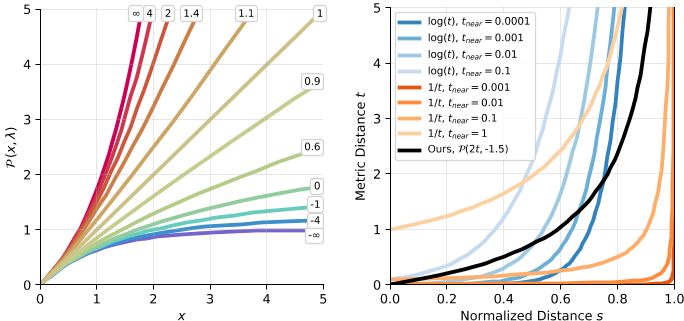 ∞ 4 2 1.4 1.1 1
0.9
0.6
0
-1
-4
-∞
5
4
3
2
1
0
0 1 2 3 4 5
x
𝒫(x, λ)
log(t), t_near = 0.0001
log(t), t_near = 0.001
log(t), t_near = 0.01
log(t), t_near = 0.1
1/t, t_near = 0.001
1/t, t_near = 0.01
1/t, t_near = 0.1
1/t, t_near = 1
Ours, 𝒫(2t, -1.5)
5
4
3
2
1
0
0.0 0.2 0.4 0.6 0.8 1.0
Normalized Distance s
Metric Distance t